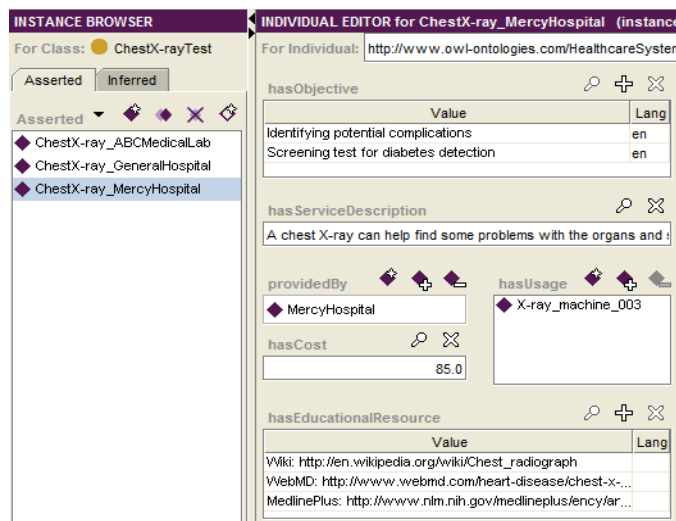 INSTANCE BROWSER
For Class: ChestX-rayTest
Asserted Inferred
Asserted
ChestX-ray_ABCMedicalLab
ChestX-ray_GeneralHospital
ChestX-ray_MercyHospital
INDIVIDUAL EDITOR for ChestX-ray_MercyHospital (instance
For Individual: http://www.owl-ontologies.com/HealthcareSystem
hasObjective
Value Lang
Identifying potential complications en
Screening test for diabetes detection en
hasServiceDescription
A chest X-ray can help find some problems with the organs and
providedBy hasUsage
MercyHospital X-ray_machine_003
hasCost
85.0
hasEducationalResource
Value Lang
Wiki: http://en.wikipedia.org/wiki/Chest_radiograph
WebMD: http://www.webmd.com/heart-disease/chest-x-...
MedlinePlus: http://www.nlm.nih.gov/medlineplus/ency/ar...